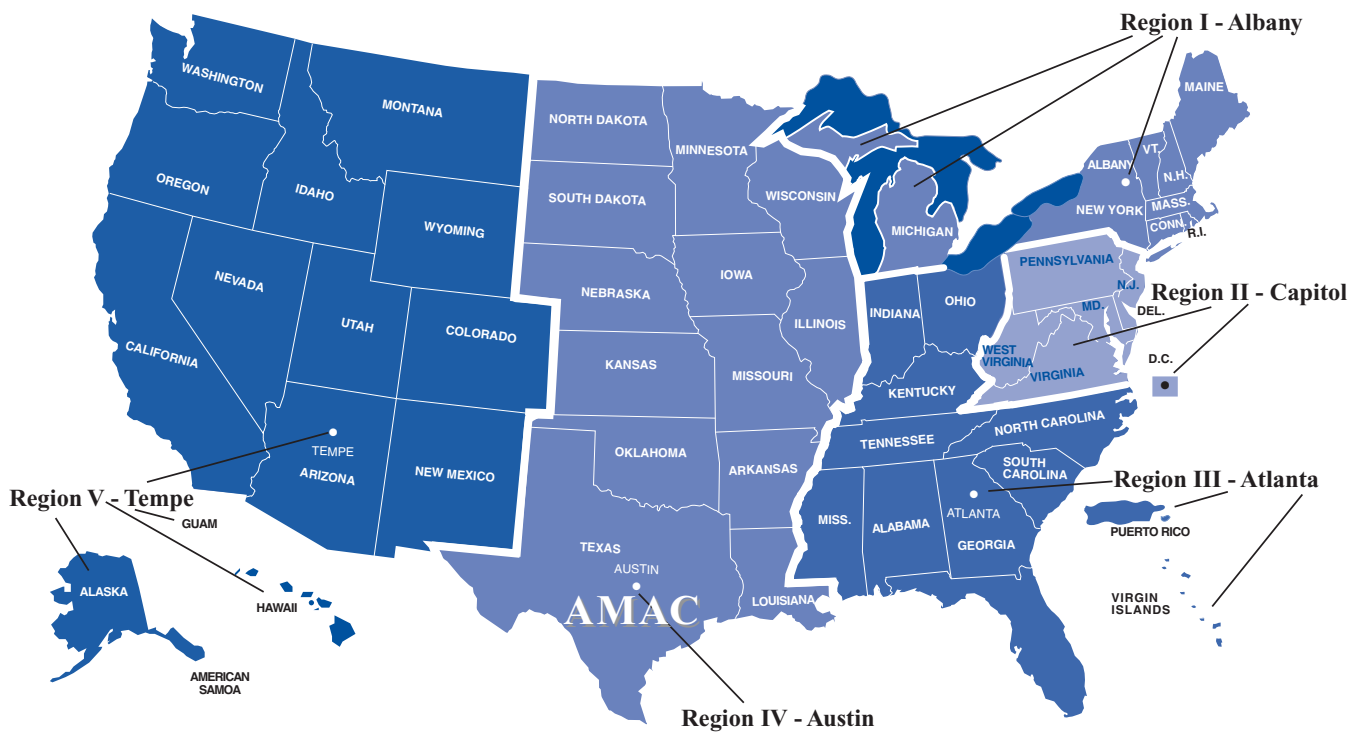 Region I - Albany
WASHINGTON
MONTANA
NORTH DAKOTA
MINNESOTA
MAINE
VT.
ALBANY
N.H.
OREGON
IDAHO
SOUTH DAKOTA
WISCONSIN
WYOMING
MICHIGAN
NEW YORK
MASS.
CONN.
R.I.
NEVADA
IOWA
PENNSYLVANIA
N.J.
NEBRASKA
Region II - Capitol
OHIO
INDIANA
MD.
DEL.
UTAH
COLORADO
ILLINOIS
CALIFORNIA
KANSAS
MISSOURI
WEST
VIRGINIA
VIRGINIA
D.C.
KENTUCKY
NORTH CAROLINA
TENNESSEE
TEMPE
ARIZONA
NEW MEXICO
OKLAHOMA
ARKANSAS
SOUTH
CAROLINA
Region III - Atlanta
Region V - Tempe
GUAM
MISS.
ALABAMA
ATLANTA
GEORGIA
PUERTO RICO
TEXAS
AUSTIN
ALASKA
HAWAII
AMAC
LOUISIANA
VIRGIN
ISLANDS
AMERICAN
SAMOA
Region IV - Austin